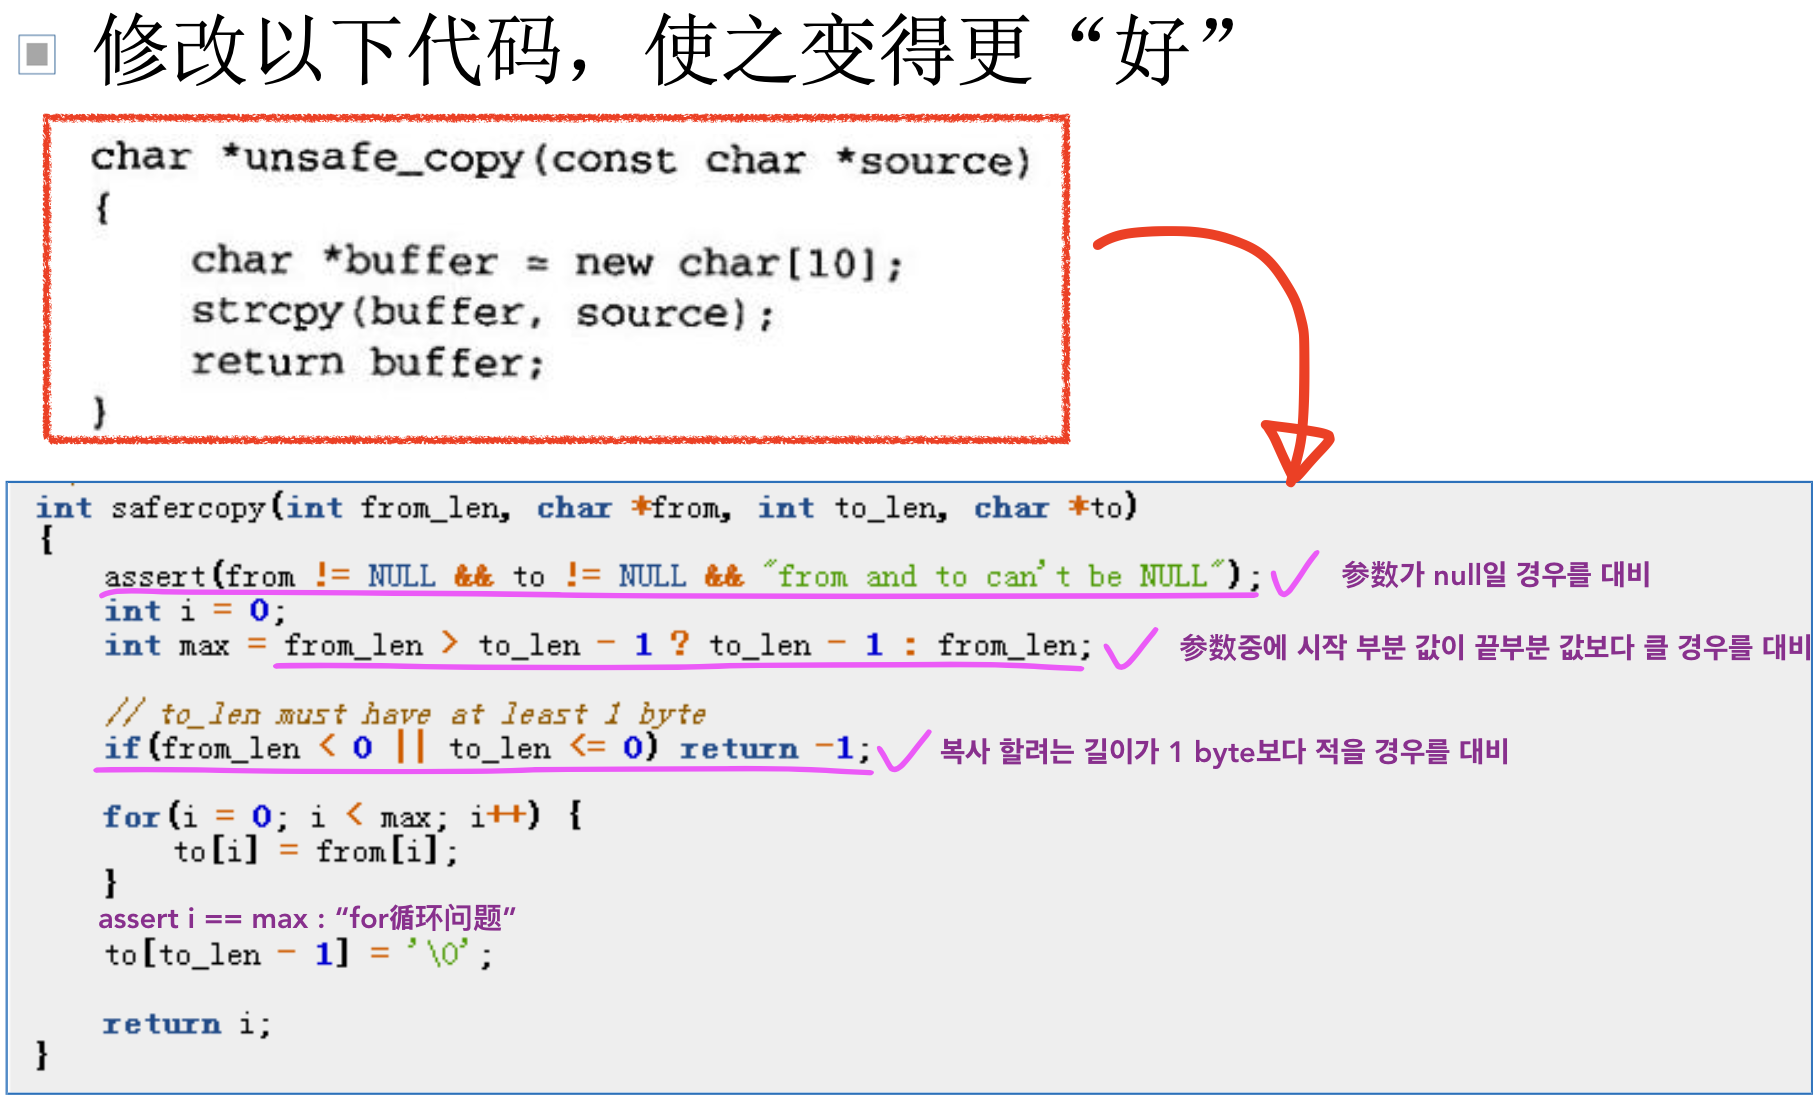 修改以下代码，使之变得更“好”
char *unsafe_copy(const char *source)
{
char *buffer = new char[10];
strcpy(buffer, source);
return buffer;
}
int safercopy(int from_len, char *from, int to_len, char *to)
{
assert(from != NULL && to != NULL && "from and to can't be NULL"); 参数가 null일 경우를 대비
int i = 0;
int max = from_len > to_len - 1 ? to_len - 1 : from_len; 参数중에 시작 부분 값이 끝부분 값보다 클 경우를 대비
// to_len must have at least 1 byte
if(from_len < 0 || to_len <= 0) return -1; 복사 할려는 길이가 1 byte보다 적을 경우를 대비
for(i = 0; i < max; i++) {
to[i] = from[i];
}
assert i == max : “for循环问题”
to[to_len - 1] = '\0';
return i;
}